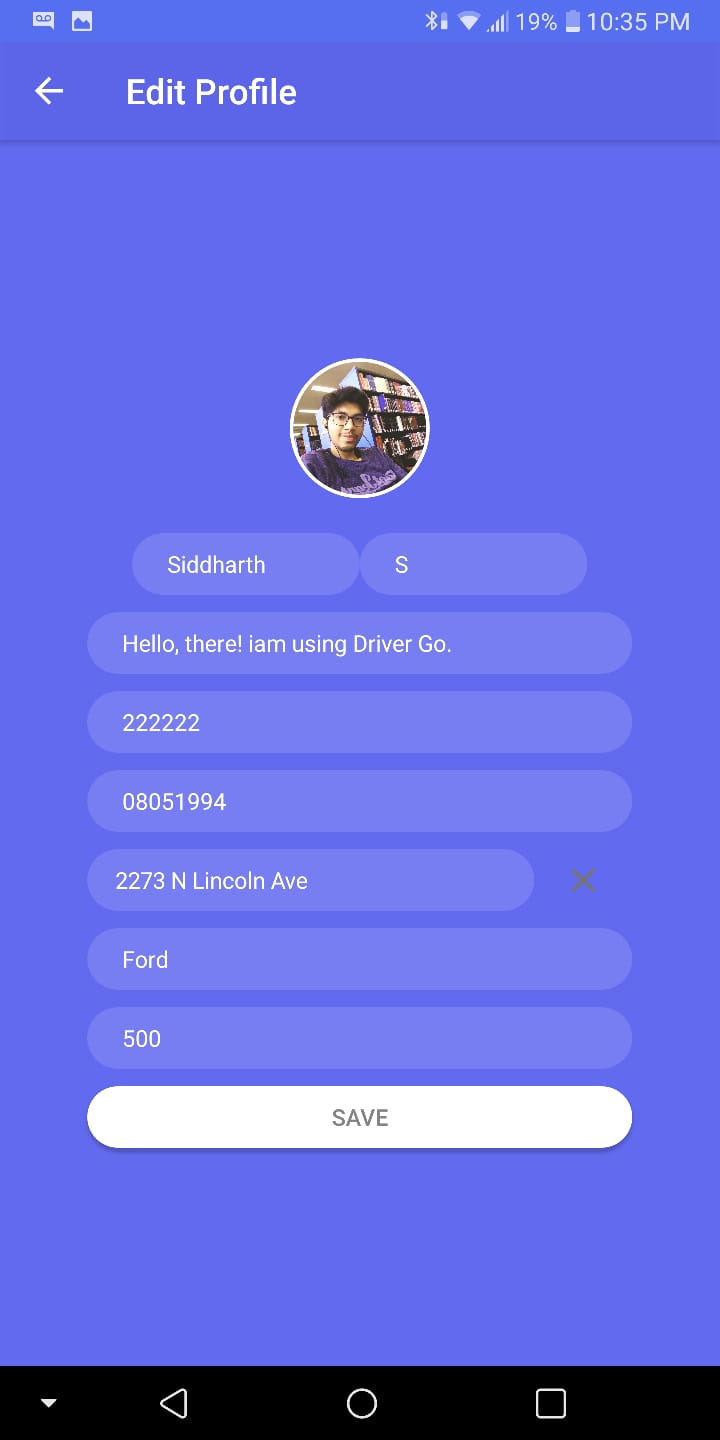 19% 10:35 PM
Edit Profile
Siddharth S
Hello, there! iam using Driver Go.
222222
08051994
2273 N Lincoln Ave
Ford
500
SAVE